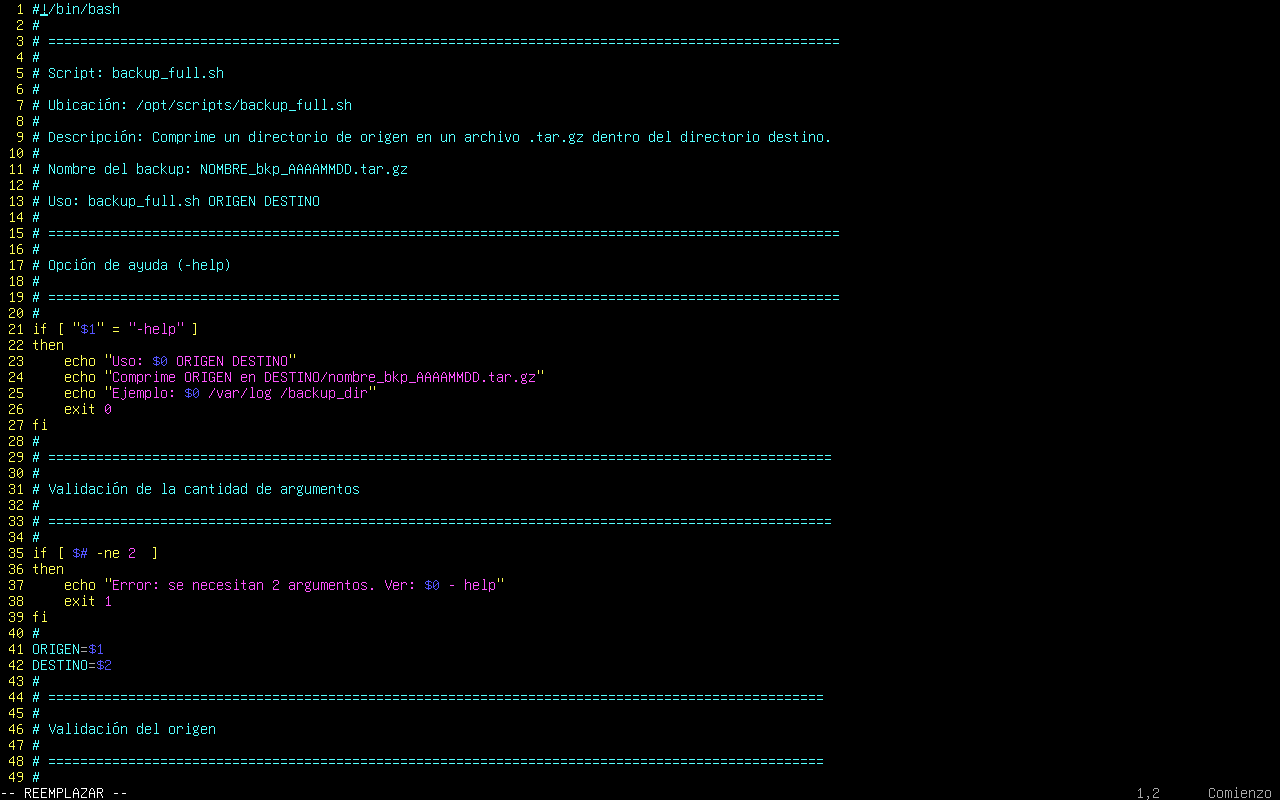 1 #!/bin/bash
2 #
3 # ===================================================================================================
4 #
5 # Script: backup_full.sh
6 #
7 # Ubicación: /opt/scripts/backup_full.sh
8 #
9 # Descripción: Comprime un directorio de origen en un archivo .tar.gz dentro del directorio destino.
10 #
11 # Nombre del backup: NOMBRE_bkp_AAAAMMDD.tar.gz
12 #
13 # Uso: backup_full.sh ORIGEN DESTINO
14 #
15 # ===================================================================================================
16 #
17 # Opción de ayuda (-help)
18 #
19 # ===================================================================================================
20 #
21 if [ "$1" = "-help" ]
22 then
23     echo "Uso: $0 ORIGEN DESTINO"
24     echo "Comprime ORIGEN en DESTINO/nombre_bkp_AAAAMMDD.tar.gz"
25     echo "Ejemplo: $0 /var/log /backup_dir"
26     exit 0
27 fi
28 #
29 # ==================================================================================================
30 #
31 # Validación de la cantidad de argumentos
32 #
33 # ==================================================================================================
34 #
35 if [ $# -ne 2  ]
36 then
37     echo "Error: se necesitan 2 argumentos. Ver: $0 - help"
38     exit 1
39 fi
40 #
41 ORIGEN=$1
42 DESTINO=$2
43 #
44 # =================================================================================================
45 #
46 # Validación del origen
47 #
48 # =================================================================================================
49 #
-- REEMPLAZAR -- 1,2 Comienzo